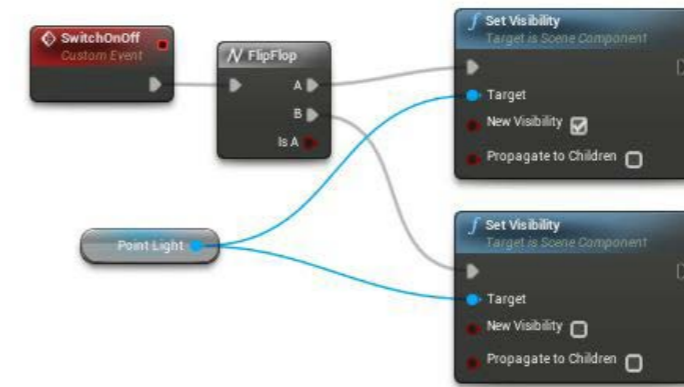 SwitchOnOff
Custom Event
FlipFlop
A
B
Is A
Point Light
Set Visibility
Target is Scene Component
Target
New Visibility
Propagate to Children
Set Visibility
Target is Scene Component
Target
New Visibility
Propagate to Children